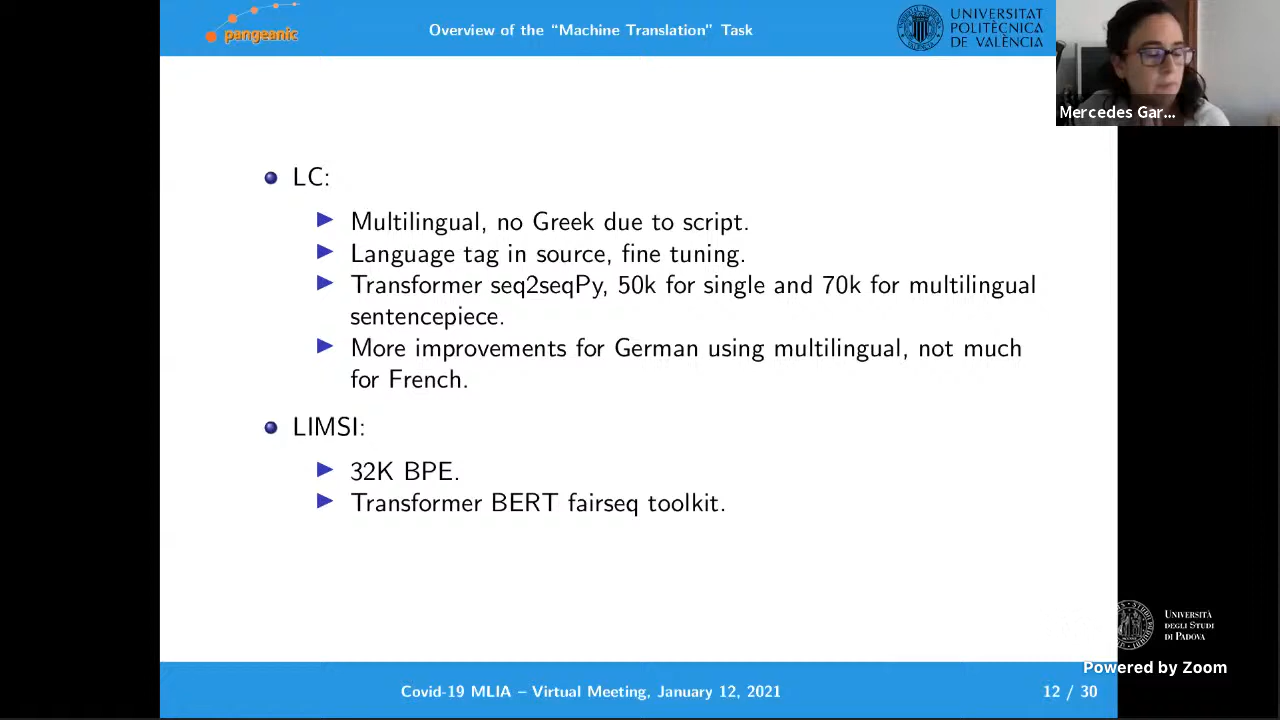 pangeanic
Overview of the “Machine Translation” Task
UNIVERSITAT
POLITÈCNICA
DE VALÈNCIA
Mercedes Gar...
LC:
Multilingual, no Greek due to script.
Language tag in source, fine tuning.
Transformer seq2seqPy, 50k for single and 70k for multilingual
sentencepiece.
More improvements for German using multilingual, not much
for French.
LIMSI:
32K BPE.
Transformer BERT fairseq toolkit.
UNIVERSITÀ
DEGLI STUDI
DI PADOVA
Powered by Zoom
Covid-19 MLIA – Virtual Meeting, January 12, 2021
12 / 30